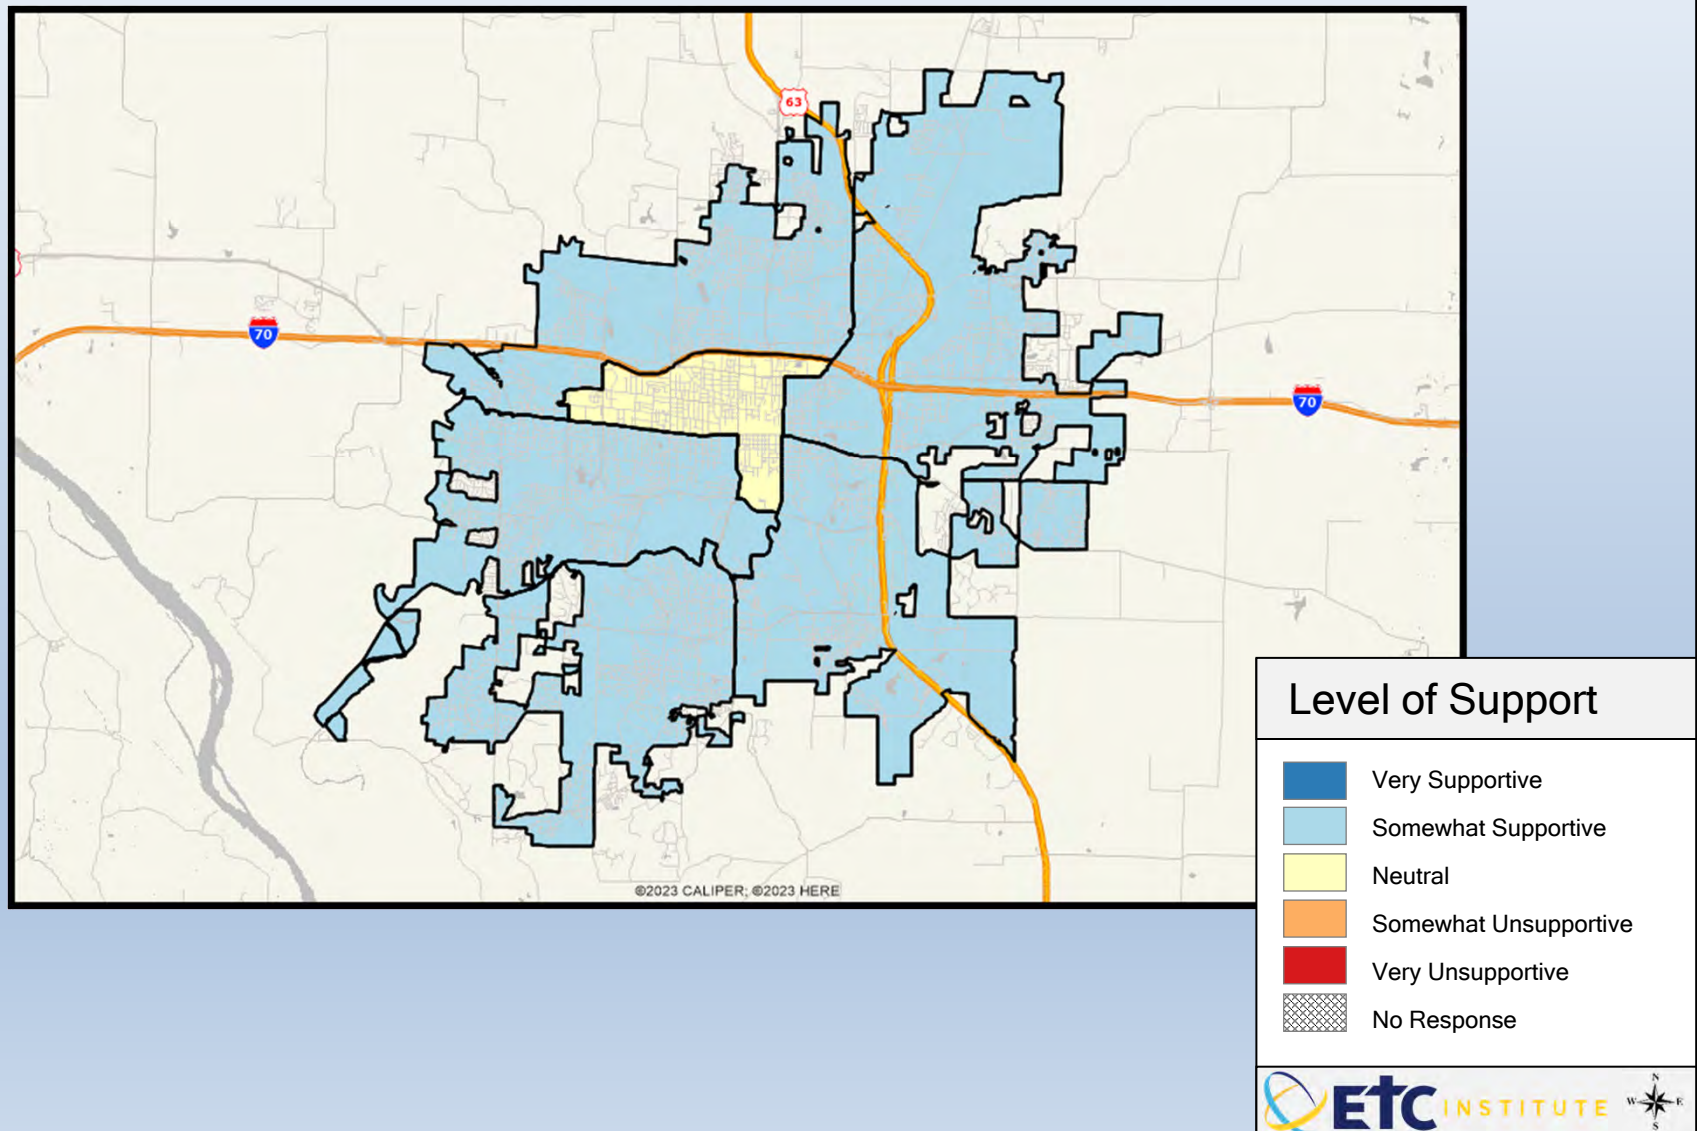 63
70
70
©2023 CALIPER; ©2023 HERE
Level of Support
Very Supportive
Somewhat Supportive
Neutral
Somewhat Unsupportive
Very Unsupportive
No Response
ETC INSTITUTE
N
W E
S